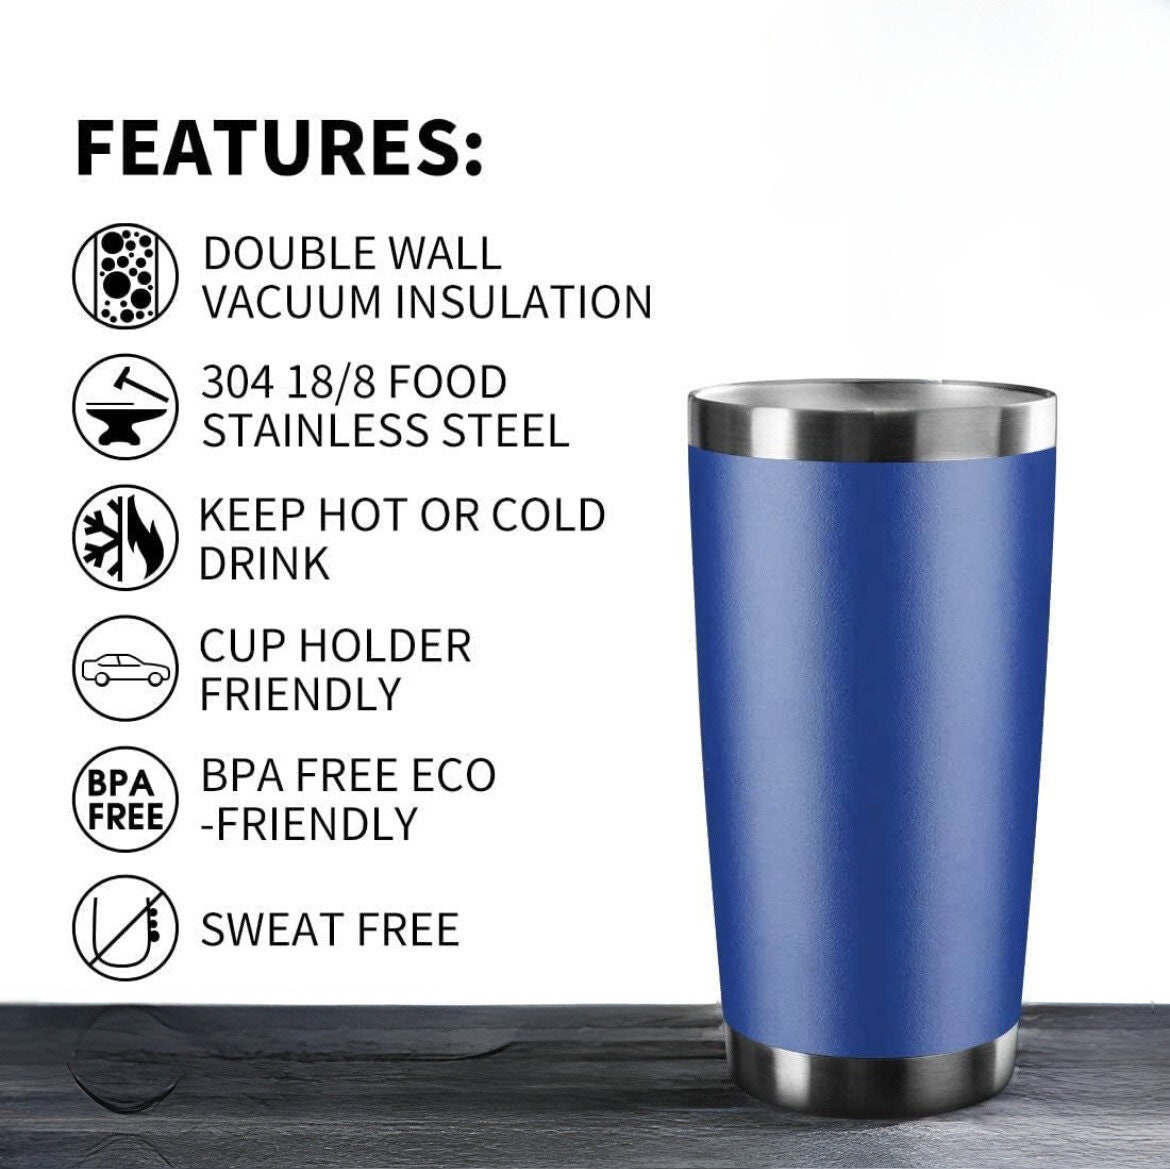 FEATURES:
DOUBLE WALL
VACUUM INSULATION
304 18/8 FOOD
STAINLESS STEEL
KEEP HOT OR COLD
DRINK
CUP HOLDER
FRIENDLY
BPA
FREE
BPA FREE ECO
-FRIENDLY
SWEAT FREE